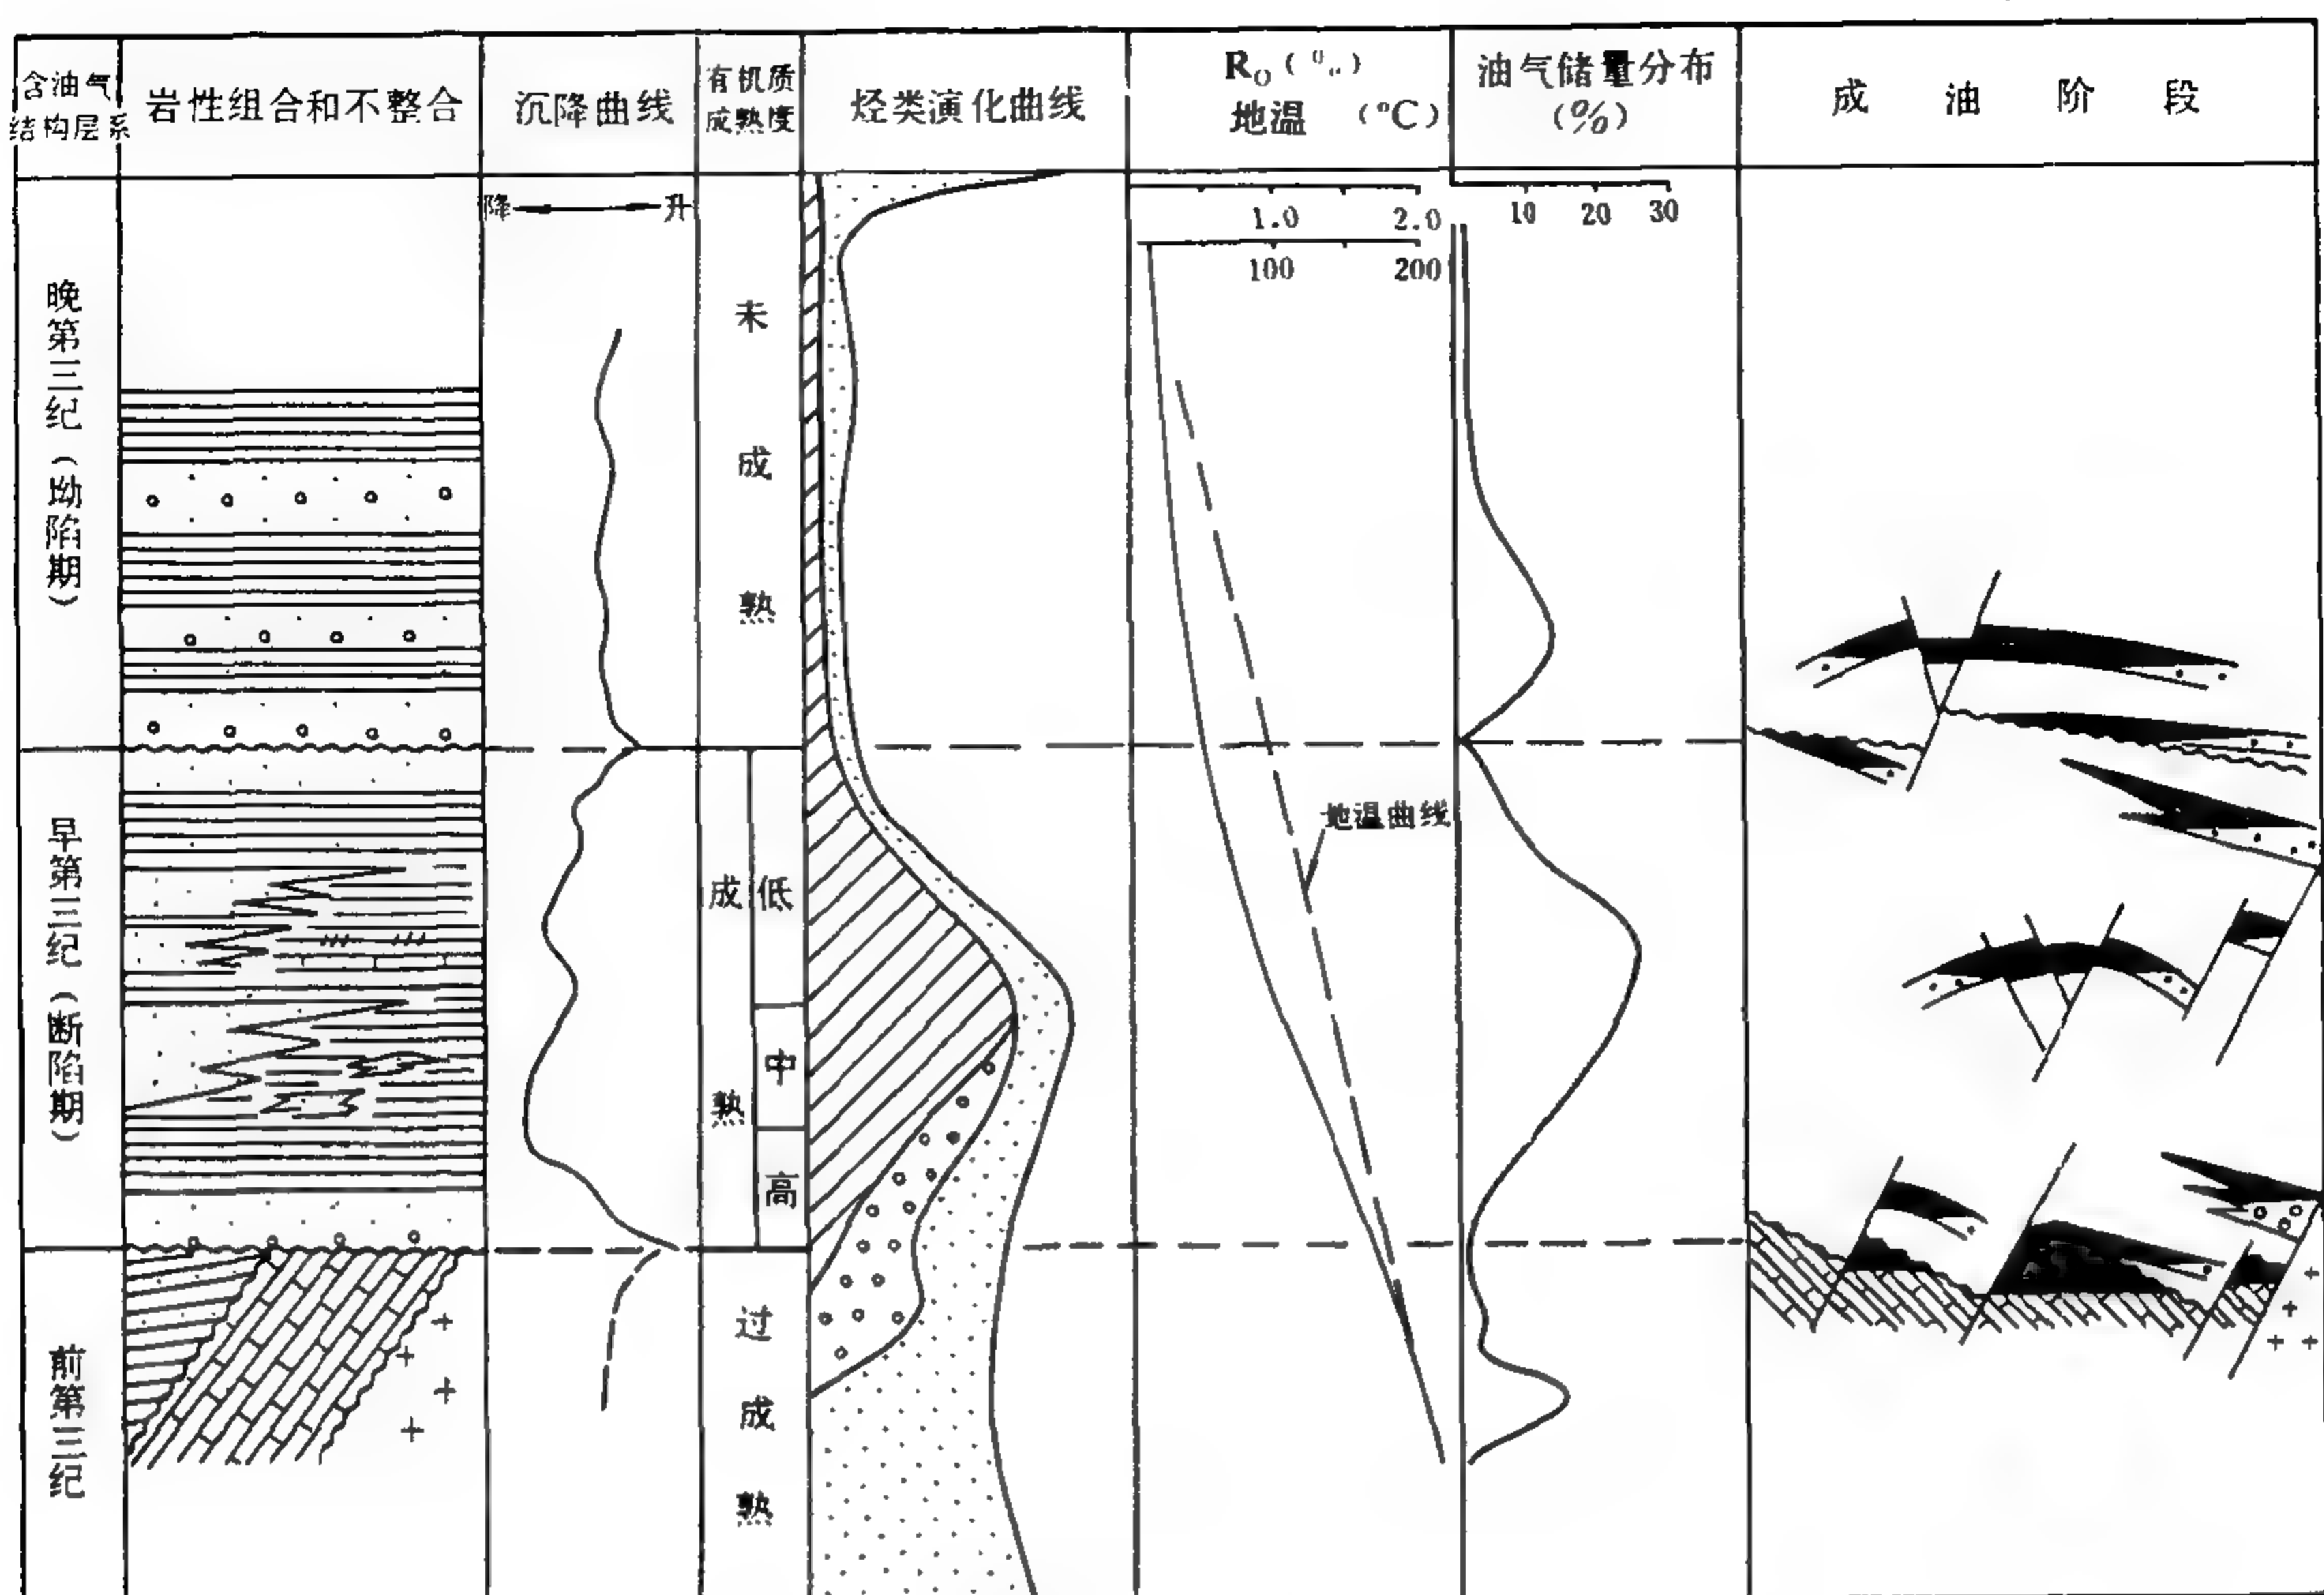 含油气
结构层系
岩性组合和不整合
沉降曲线
有机质
成熟度
烃类演化曲线
R₀(%)
地温 (°C)
油气储量分布
(%)
成油阶段
降
升
1.0 2.0
100 200
10 20 30
晚第三纪(坳陷期)
早第三纪(断陷期)
前第三纪
未成熟
成熟
低
中
高
过成熟
地温曲线